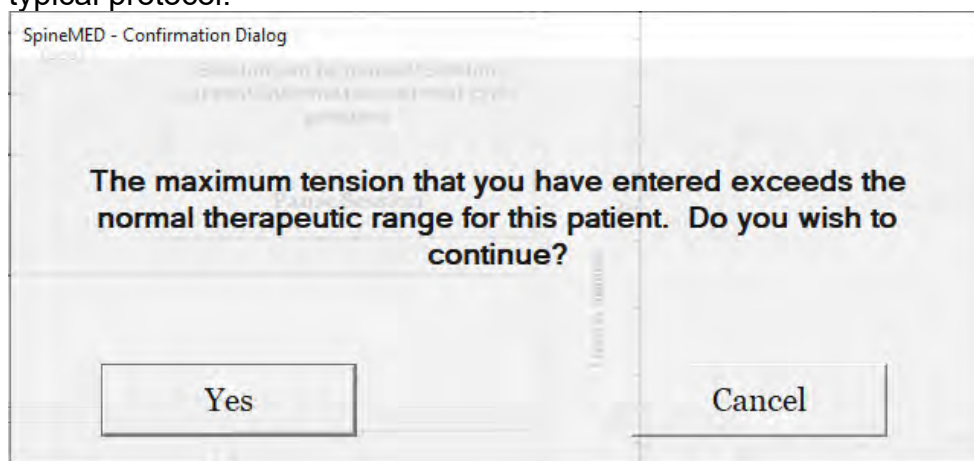 typical protocol.
SpineMED - Confirmation Dialog
The maximum tension that you have entered exceeds the
normal therapeutic range for this patient.  Do you wish to
continue?
Yes
Cancel